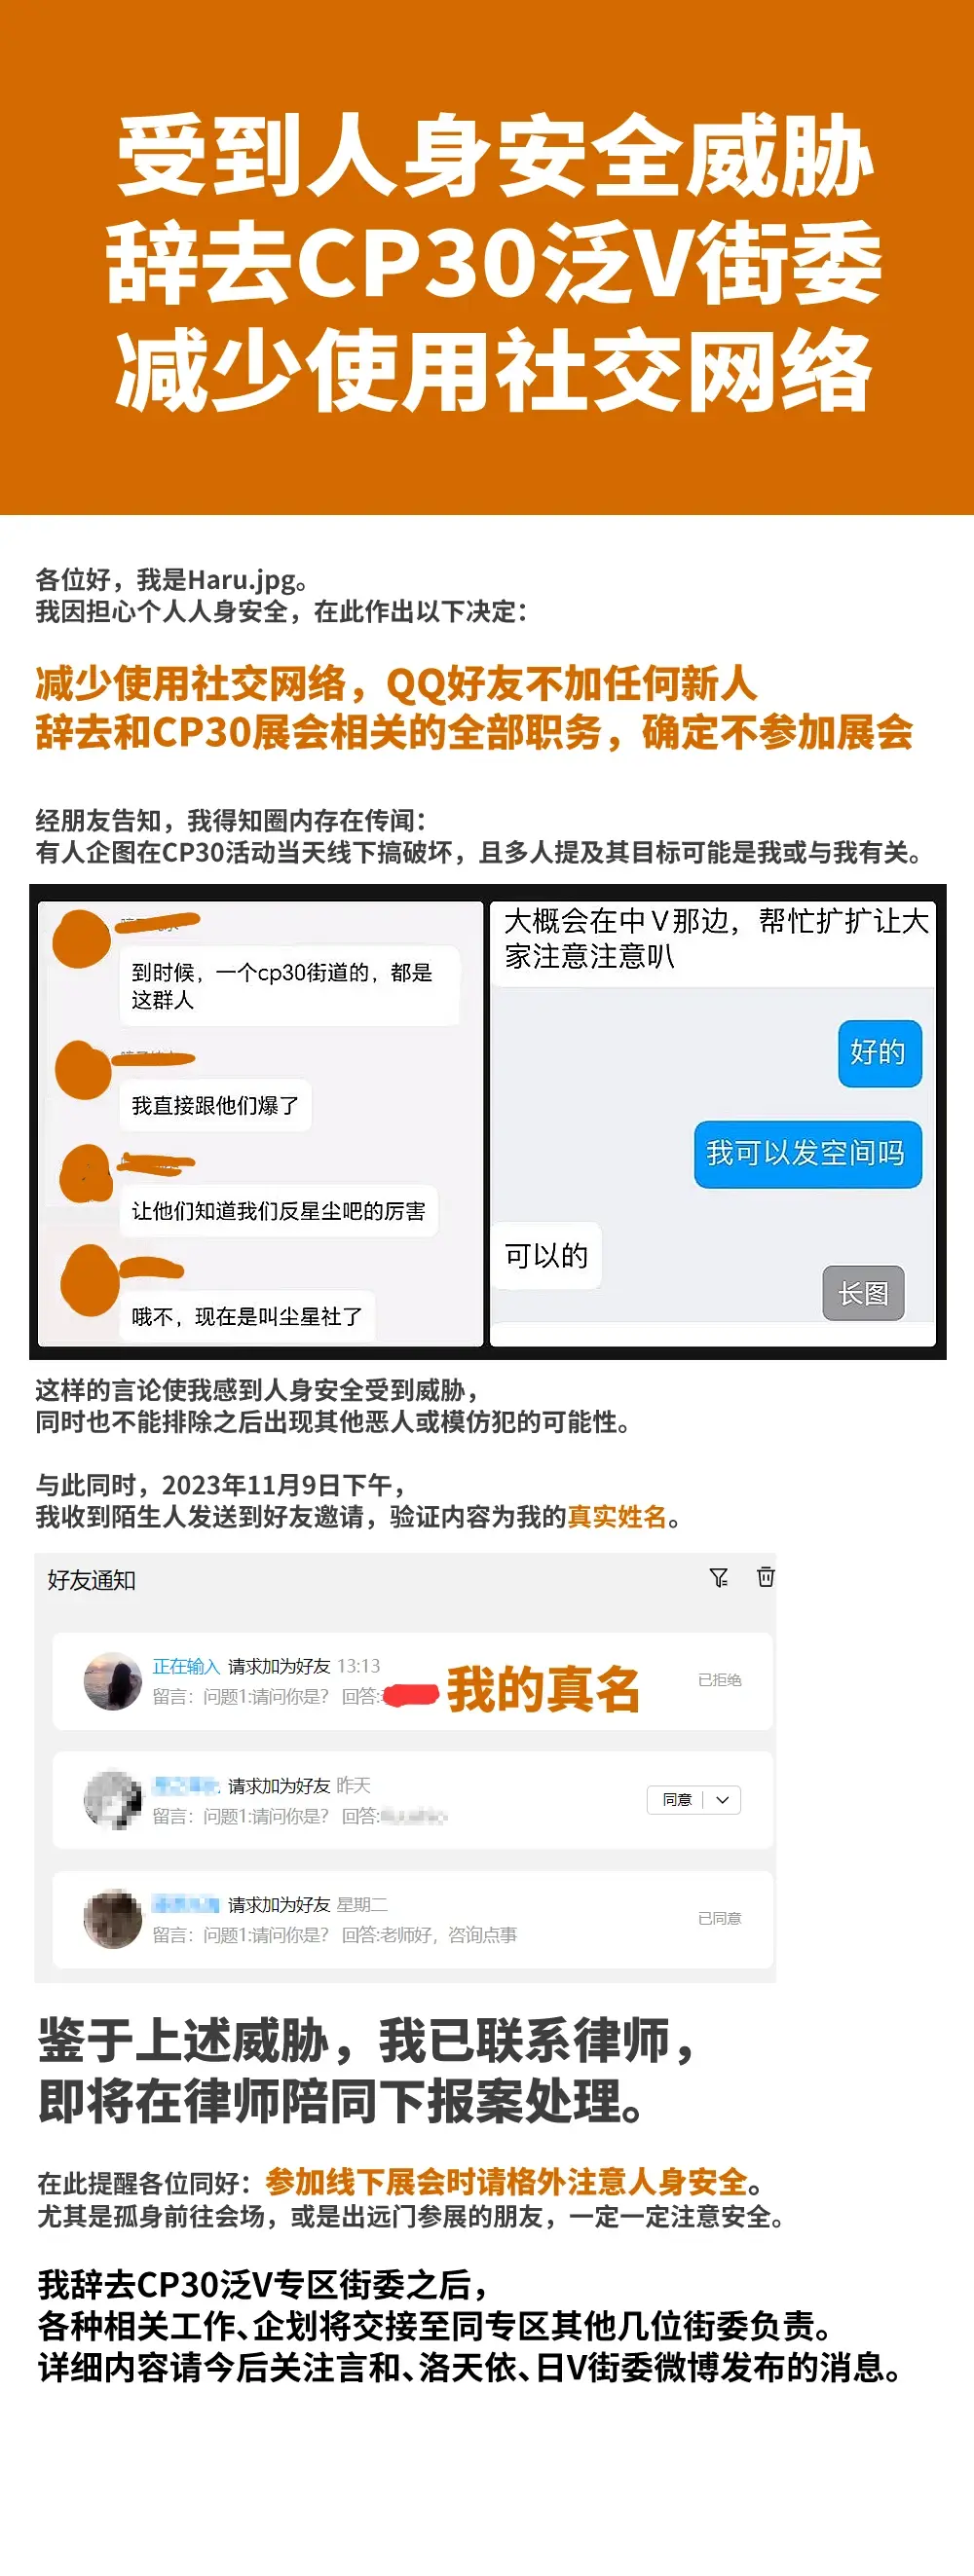 受到人身安全威胁
辞去CP30泛V街委
减少使用社交网络
各位好，我是Haru.jpg。
我因担心个人人身安全，在此作出以下决定：
减少使用社交网络，QQ好友不加任何新人
辞去和CP30展会相关的全部职务，确定不参加展会
经朋友告知，我得知圈内存在传闻：
有人企图在CP30活动当天线下搞破坏，且多人提及其目标可能是我或与我有关。
到时候，一个cp30街道的，都是
这群人
我直接跟他们爆了
让他们知道我们反星尘吧的厉害
哦不，现在是叫尘星社了
大概会在中V那边，帮忙扩扩让大
家注意注意叭
好的
我可以发空间吗
可以的
长图
这样的言论使我感到人身安全受到威胁，
同时也不能排除之后出现其他恶人或模仿犯的可能性。
与此同时，2023年11月9日下午，
我收到陌生人发送到好友邀请，验证内容为我的真实姓名。
好友通知
正在输入 请求加为好友 13:13
留言：问题1:请问你是？ 回答:
我的真名
已拒绝
请求加为好友 昨天
留言：问题1:请问你是？ 回答:
同意
请求加为好友 星期二
留言：问题1:请问你是？ 回答:老师好，咨询点事
已同意
鉴于上述威胁，我已联系律师，
即将在律师陪同下报案处理。
在此提醒各位同好：参加线下展会时请格外注意人身安全。
尤其是孤身前往会场，或是出远门参展的朋友，一定一定注意安全。
我辞去CP30泛V专区街委之后，
各种相关工作、企划将交接至同专区其他几位街委负责。
详细内容请今后关注言和、洛天依、日V街委微博发布的消息。